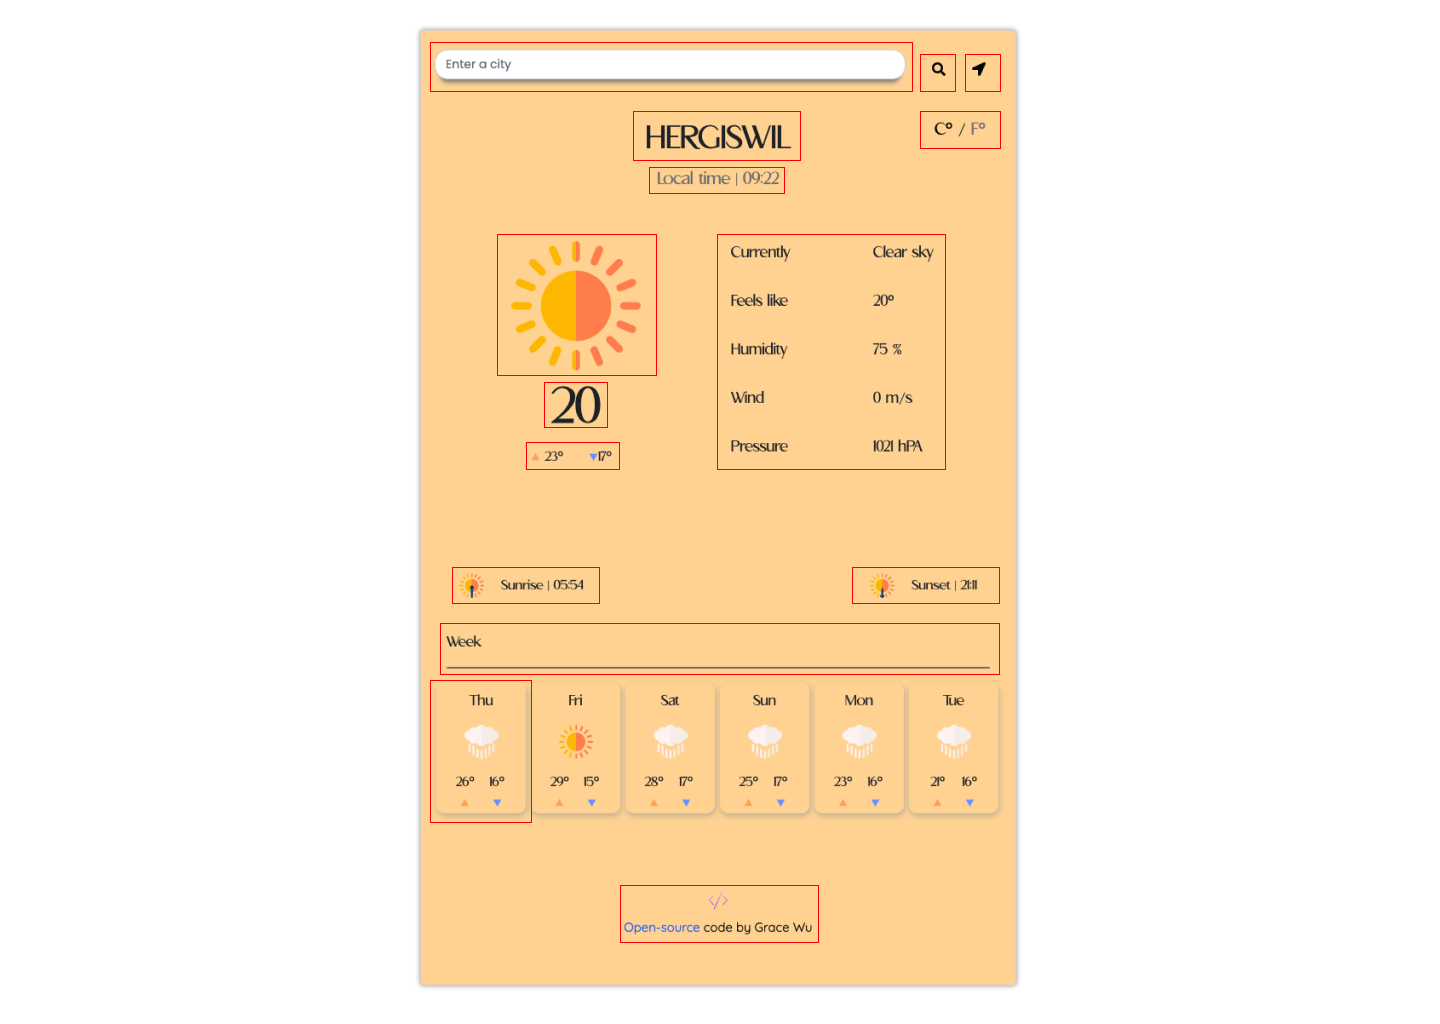 Enter a city
HERGISWIL
C° / F°
Local time | 09:22
Currently Clear sky
Feels like 20°
Humidity 75 %
Wind 0 m/s
Pressure 1021 hPA
20
23° 17°
Sunrise | 05:54
Sunset | 21:11
Week
Thu Fri Sat Sun Mon Tue
26° 16° 29° 15° 28° 17° 25° 17° 23° 16° 21° 16°
</>
Open-source code by Grace Wu